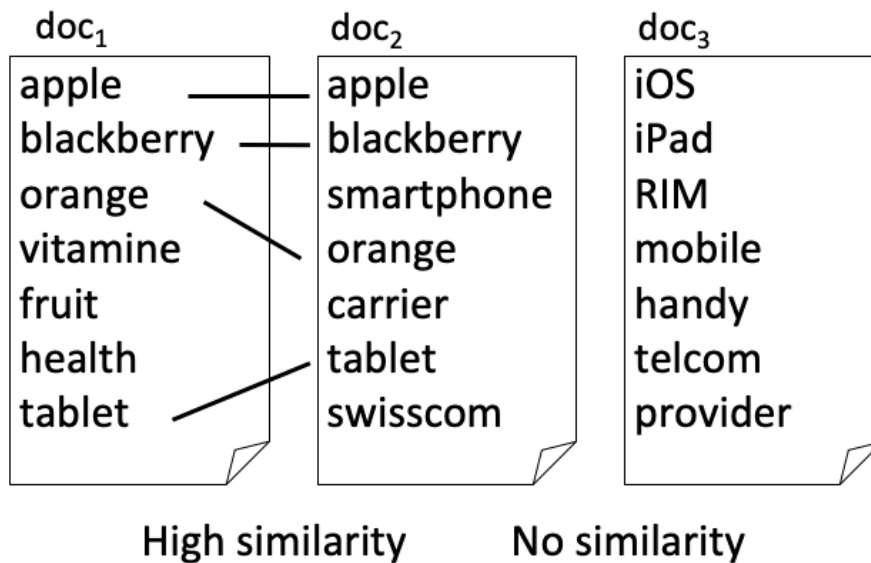 doc1
apple
blackberry
orange
vitamine
fruit
health
tablet
doc2
apple
blackberry
smartphone
orange
carrier
tablet
swisscom
doc3
iOS
iPad
RIM
mobile
handy
telcom
provider
High similarity
No similarity